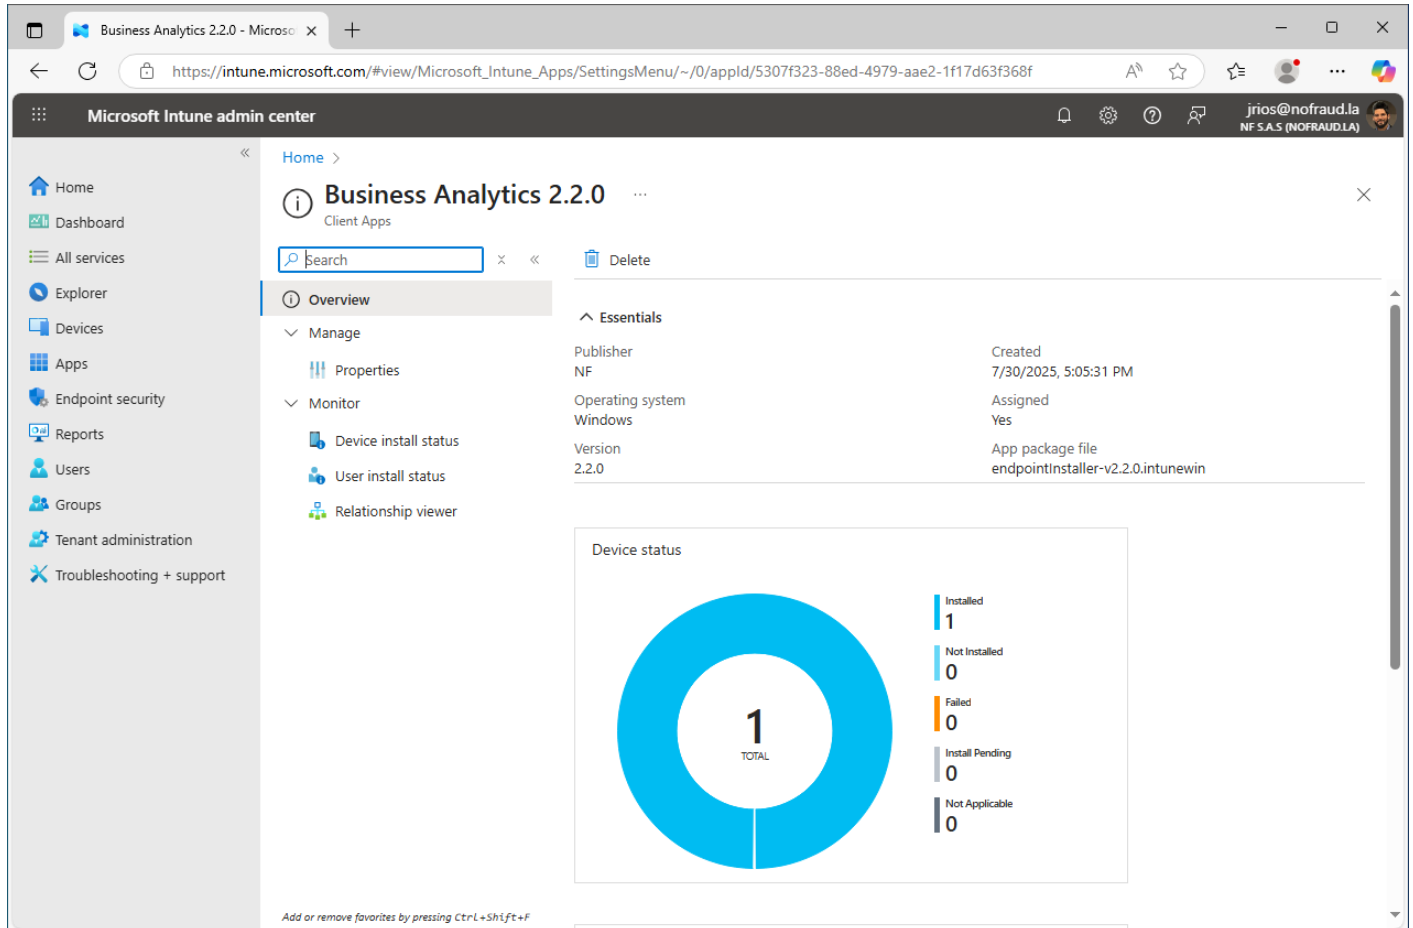 Business Analytics 2.2.0 - Microso
https://intune.microsoft.com/#view/Microsoft_Intune_Apps/SettingsMenu/~/0/appId/5307f323-88ed-4979-aae2-1f17d63f368f
Microsoft Intune admin center
jrios@nofraud.la
NF S.A.S (NOFRAUD.LA)
Home
Dashboard
All services
Explorer
Devices
Apps
Endpoint security
Reports
Users
Groups
Tenant administration
Troubleshooting + support
Home >
Business Analytics 2.2.0 ...
Client Apps
Search
Overview
Manage
Properties
Monitor
Device install status
User install status
Relationship viewer
Add or remove favorites by pressing Ctrl+Shift+F
Delete
Essentials
Publisher
NF
Operating system
Windows
Version
2.2.0
Created
7/30/2025, 5:05:31 PM
Assigned
Yes
App package file
endpointInstaller-v2.2.0.intunewin
Device status
1
TOTAL
Installed
1
Not Installed
0
Failed
0
Install Pending
0
Not Applicable
0